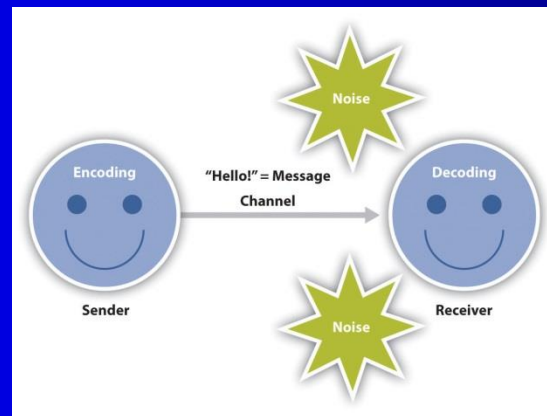 Noise
Encoding
"Hello!" = Message
Channel
Decoding
Sender
Receiver
Noise